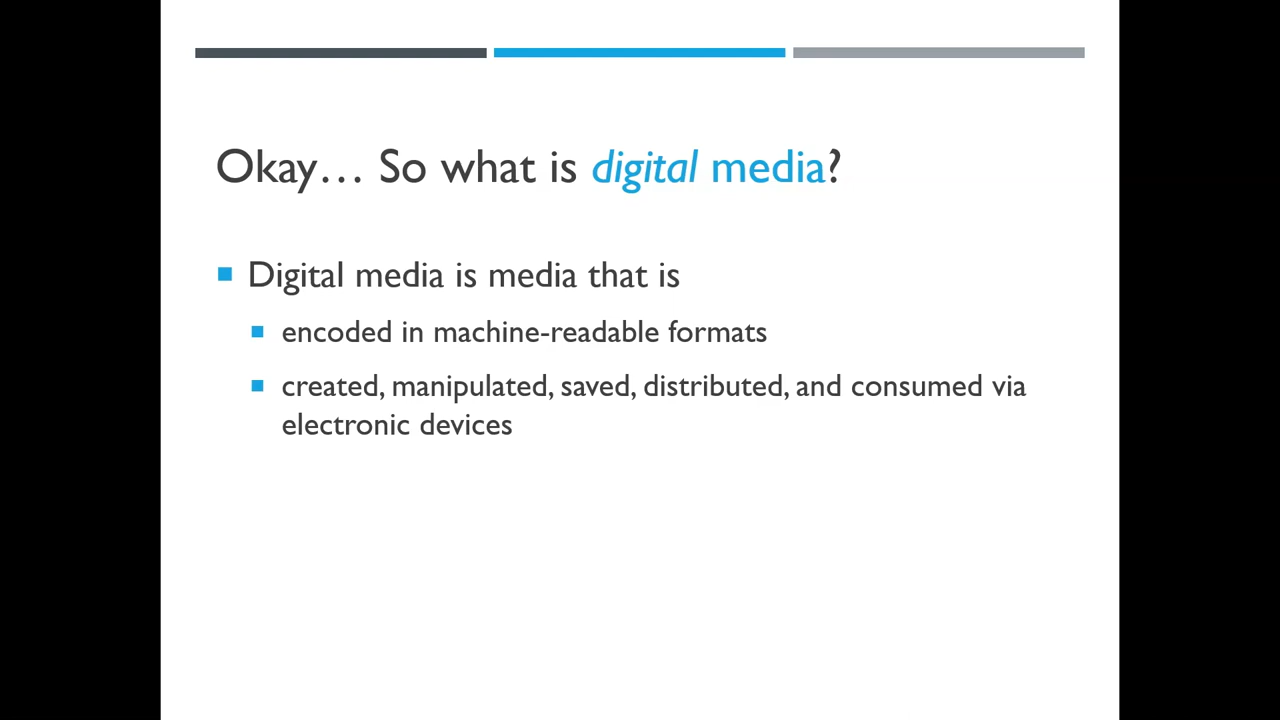 Okay… So what is digital media?
Digital media is media that is
encoded in machine-readable formats
created, manipulated, saved, distributed, and consumed via
electronic devices